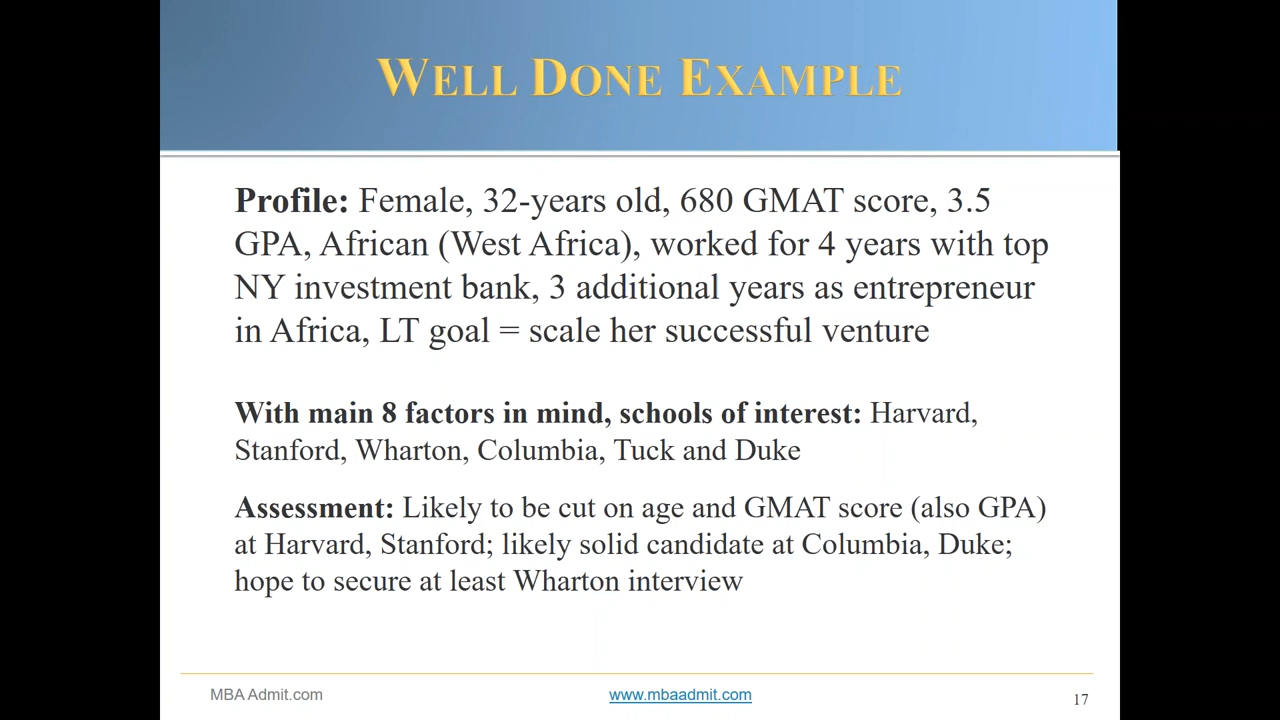 WELL DONE EXAMPLE
Profile: Female, 32-years old, 680 GMAT score, 3.5
GPA, African (West Africa), worked for 4 years with top
NY investment bank, 3 additional years as entrepreneur
in Africa, LT goal = scale her successful venture
With main 8 factors in mind, schools of interest: Harvard,
Stanford, Wharton, Columbia, Tuck and Duke
Assessment: Likely to be cut on age and GMAT score (also GPA)
at Harvard, Stanford; likely solid candidate at Columbia, Duke;
hope to secure at least Wharton interview
MBA Admit.com
www.mbaadmit.com
17